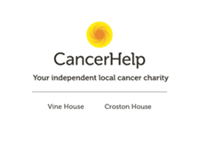 CancerHelp
Your independent local cancer charity
Vine House Croston House